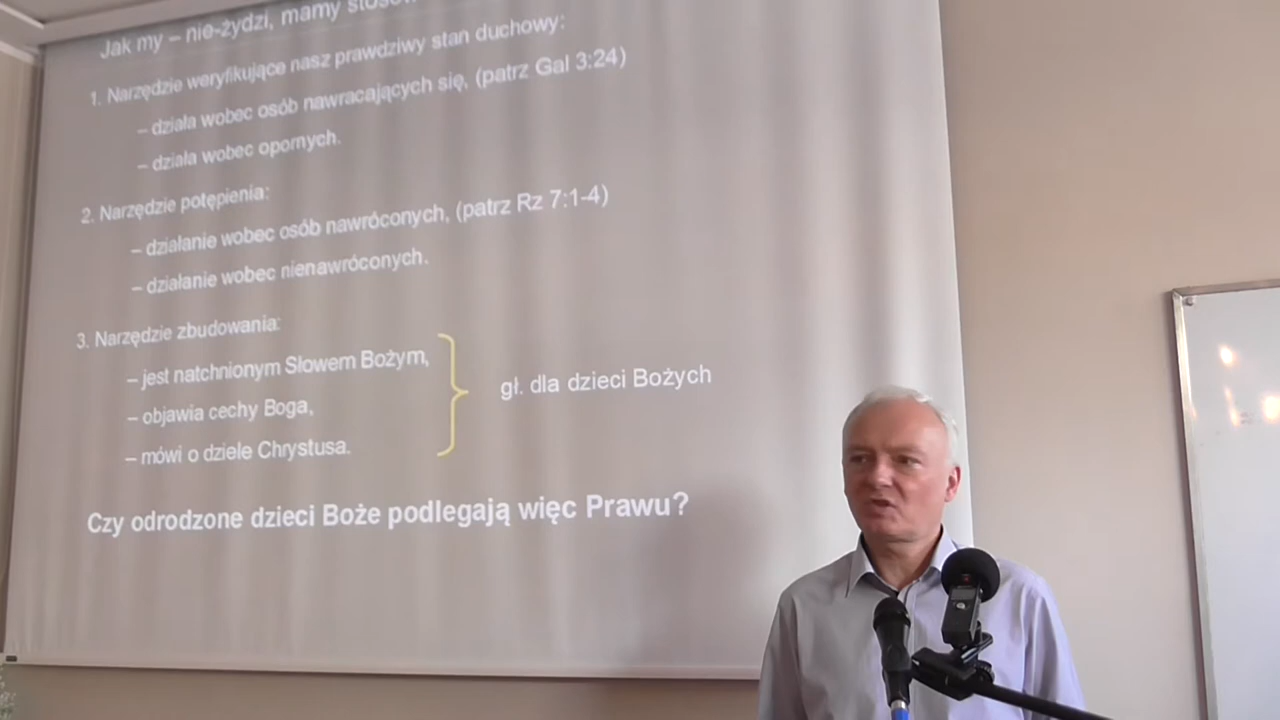 Jak my – nie-żydzi, mamy
1. Narzędzie weryfikujące nasz prawdziwy stan duchowy:
– działa wobec osób nawracających się, (patrz Gal 3:24)
– działa wobec opornych.
2. Narzędzie potępienia:
– działanie wobec osób nawróconych, (patrz Rz 7:1-4)
– działanie wobec nienawróconych.
3. Narzędzie zbudowania:
– jest natchnionym Słowem Bożym,
– objawia cechy Boga,
– mówi o dziele Chrystusa.
gł. dla dzieci Bożych
Czy odrodzone dzieci Boże podlegają więc Prawu?